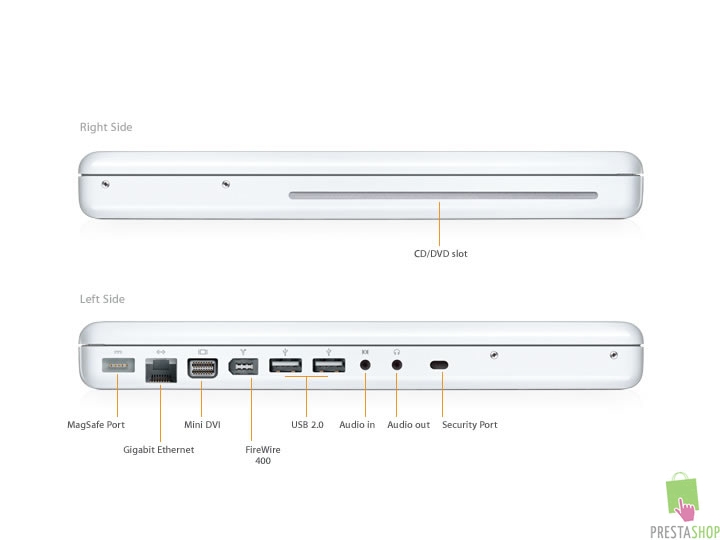 Right Side
CD/DVD slot
Left Side
MagSafe Port
Gigabit Ethernet
Mini DVI
FireWire
400
USB 2.0
Audio in
Audio out
Security Port
PRESTASHOP